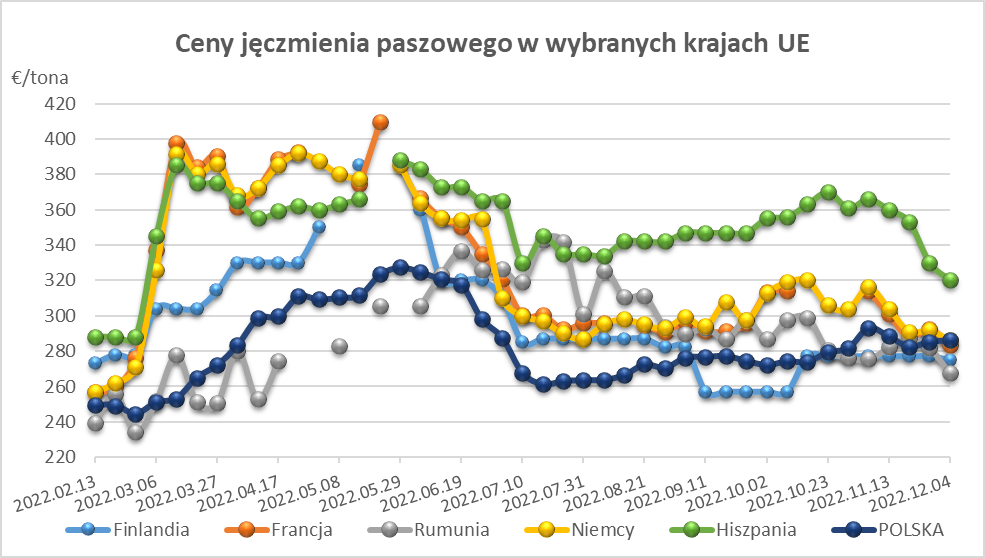 Ceny jęczmienia paszowego w wybranych krajach UE
€/tona
420
400
380
360
340
320
300
280
260
240
220
2022.02.13 2022.03.06 2022.03.27 2022.04.17 2022.05.08 2022.05.29 2022.06.19 2022.07.10 2022.07.31 2022.08.21 2022.09.11 2022.10.02 2022.10.23 2022.11.13 2022.12.04
Finlandia Francja Rumunia Niemcy Hiszpania POLSKA